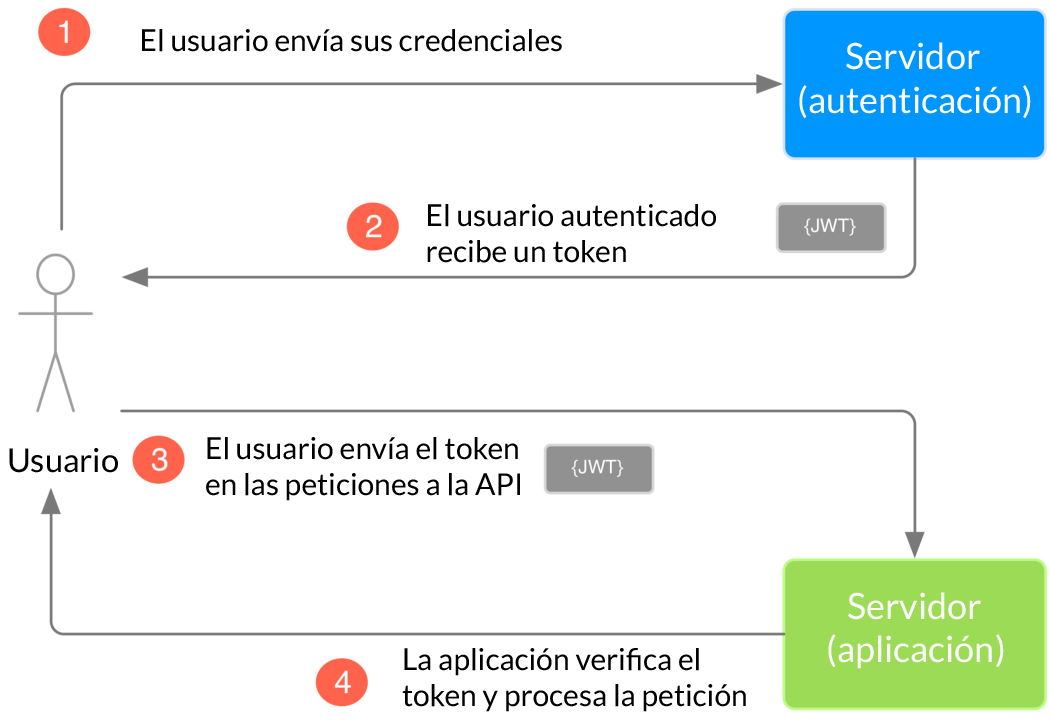 1
El usuario envía sus credenciales
Servidor
(autenticación)
2
El usuario autenticado
recibe un token
{JWT}
Usuario
3
El usuario envía el token
en las peticiones a la API
{JWT}
Servidor
(aplicación)
4
La aplicación verifica el
token y procesa la petición